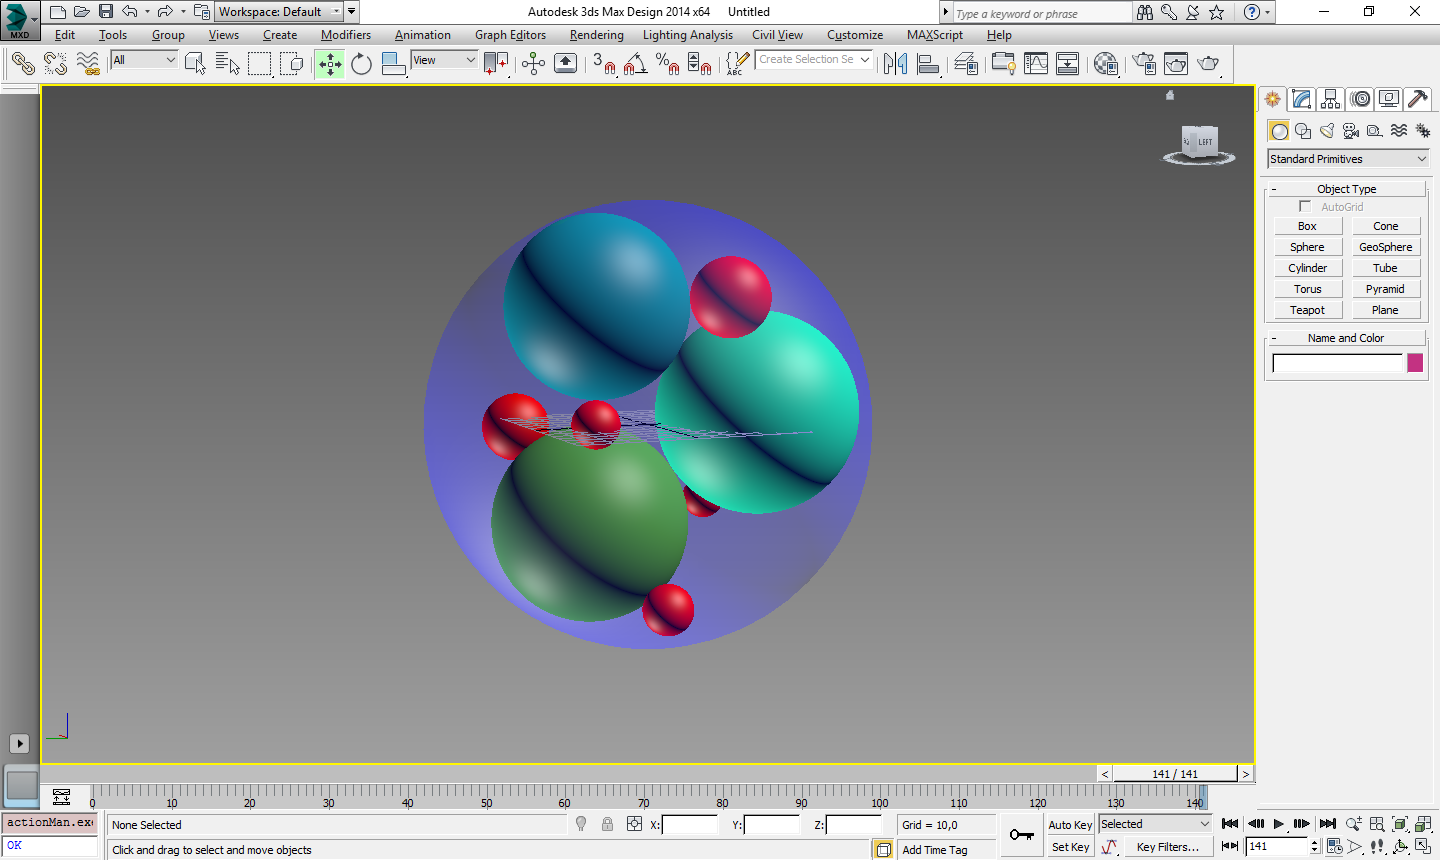 Workspace: Default
Autodesk 3ds Max Design 2014 x64 Untitled
Type a keyword or phrase
MXD
Edit Tools Group Views Create Modifiers Animation Graph Editors Rendering Lighting Analysis Civil View Customize MAXScript Help
All
View
3
%
ABC
Create Selection Se
LEFT
Standard Primitives
- Object Type
AutoGrid
Box Cone
Sphere GeoSphere
Cylinder Tube
Torus Pyramid
Teapot Plane
- Name and Color
< 141 / 141 >
0 10 20 30 40 50 60 70 80 90 100 110 120 130 140
actionMan.exe
None Selected X: Y: Z: Grid = 10,0 Auto Key Selected
OK
Click and drag to select and move objects Add Time Tag Set Key Key Filters... 141